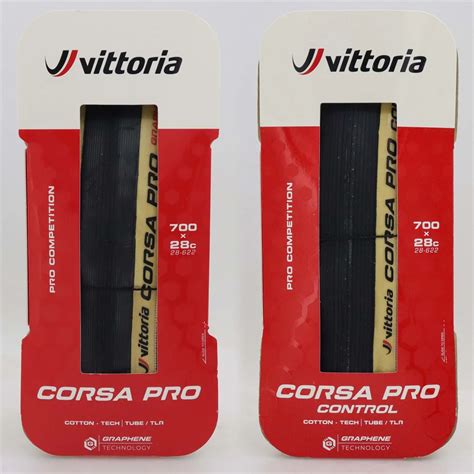 vittoria
PRO COMPETITION
vittoria CORSA PRO
700
x
28c
28-622
CORSA PRO
COTTON - TECH | TUBE / TLR
G GRAPHENE
TECHNOLOGY
vittoria
PRO COMPETITION
vittoria CORSA PRO
700
x
28c
28-622
CORSA PRO
CONTROL
COTTON - TECH | TUBE / TLR
G GRAPHENE
TECHNOLOGY